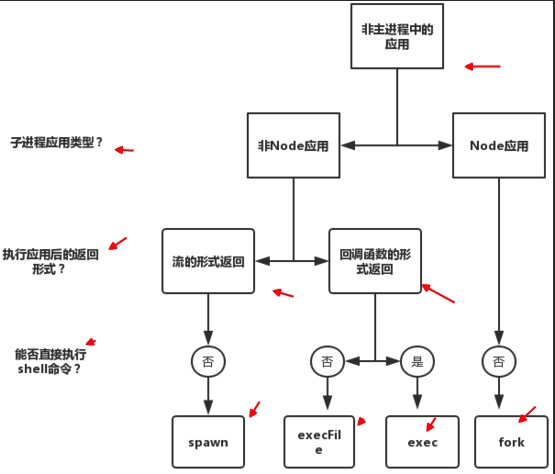 非主进程中的
应用
子进程应用类型？
非Node应用
Node应用
执行应用后的返回
形式？
流的形式返回
回调函数的形
式返回
能否直接执行
shell命令？
否
否
是
否
spawn
execFil
e
exec
fork